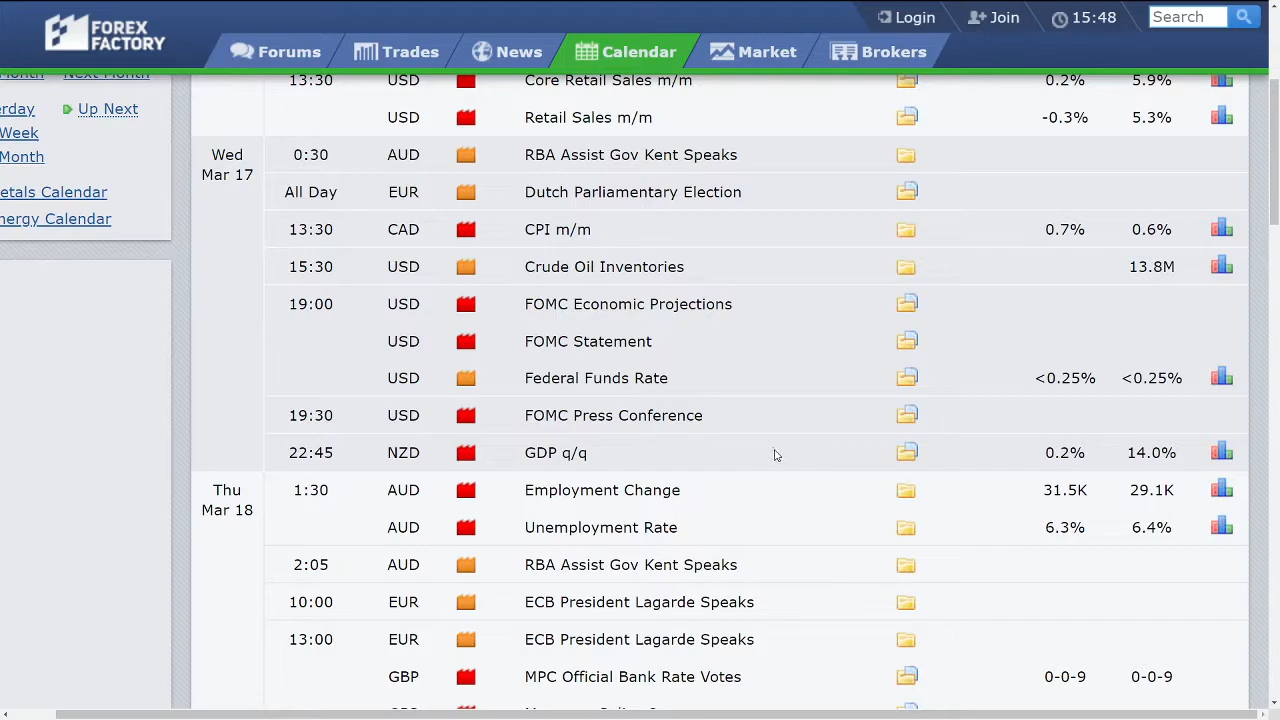 FOREX
FACTORY
Login
Join
15:48
Search
Forums
Trades
News
Calendar
Market
Brokers
Month Next Month
erday Up Next
Week
Month
etals Calendar
nergy Calendar
13:30 USD Core Retail Sales m/m 0.2% 5.9%
USD Retail Sales m/m -0.3% 5.3%
Wed
Mar 17
0:30 AUD RBA Assist Gov Kent Speaks
All Day EUR Dutch Parliamentary Election
13:30 CAD CPI m/m 0.7% 0.6%
15:30 USD Crude Oil Inventories 13.8M
19:00 USD FOMC Economic Projections
USD FOMC Statement
USD Federal Funds Rate <0.25% <0.25%
19:30 USD FOMC Press Conference
22:45 NZD GDP q/q 0.2% 14.0%
Thu
Mar 18
1:30 AUD Employment Change 31.5K 29.1K
AUD Unemployment Rate 6.3% 6.4%
2:05 AUD RBA Assist Gov Kent Speaks
10:00 EUR ECB President Lagarde Speaks
13:00 EUR ECB President Lagarde Speaks
GBP MPC Official Bank Rate Votes 0-0-9 0-0-9